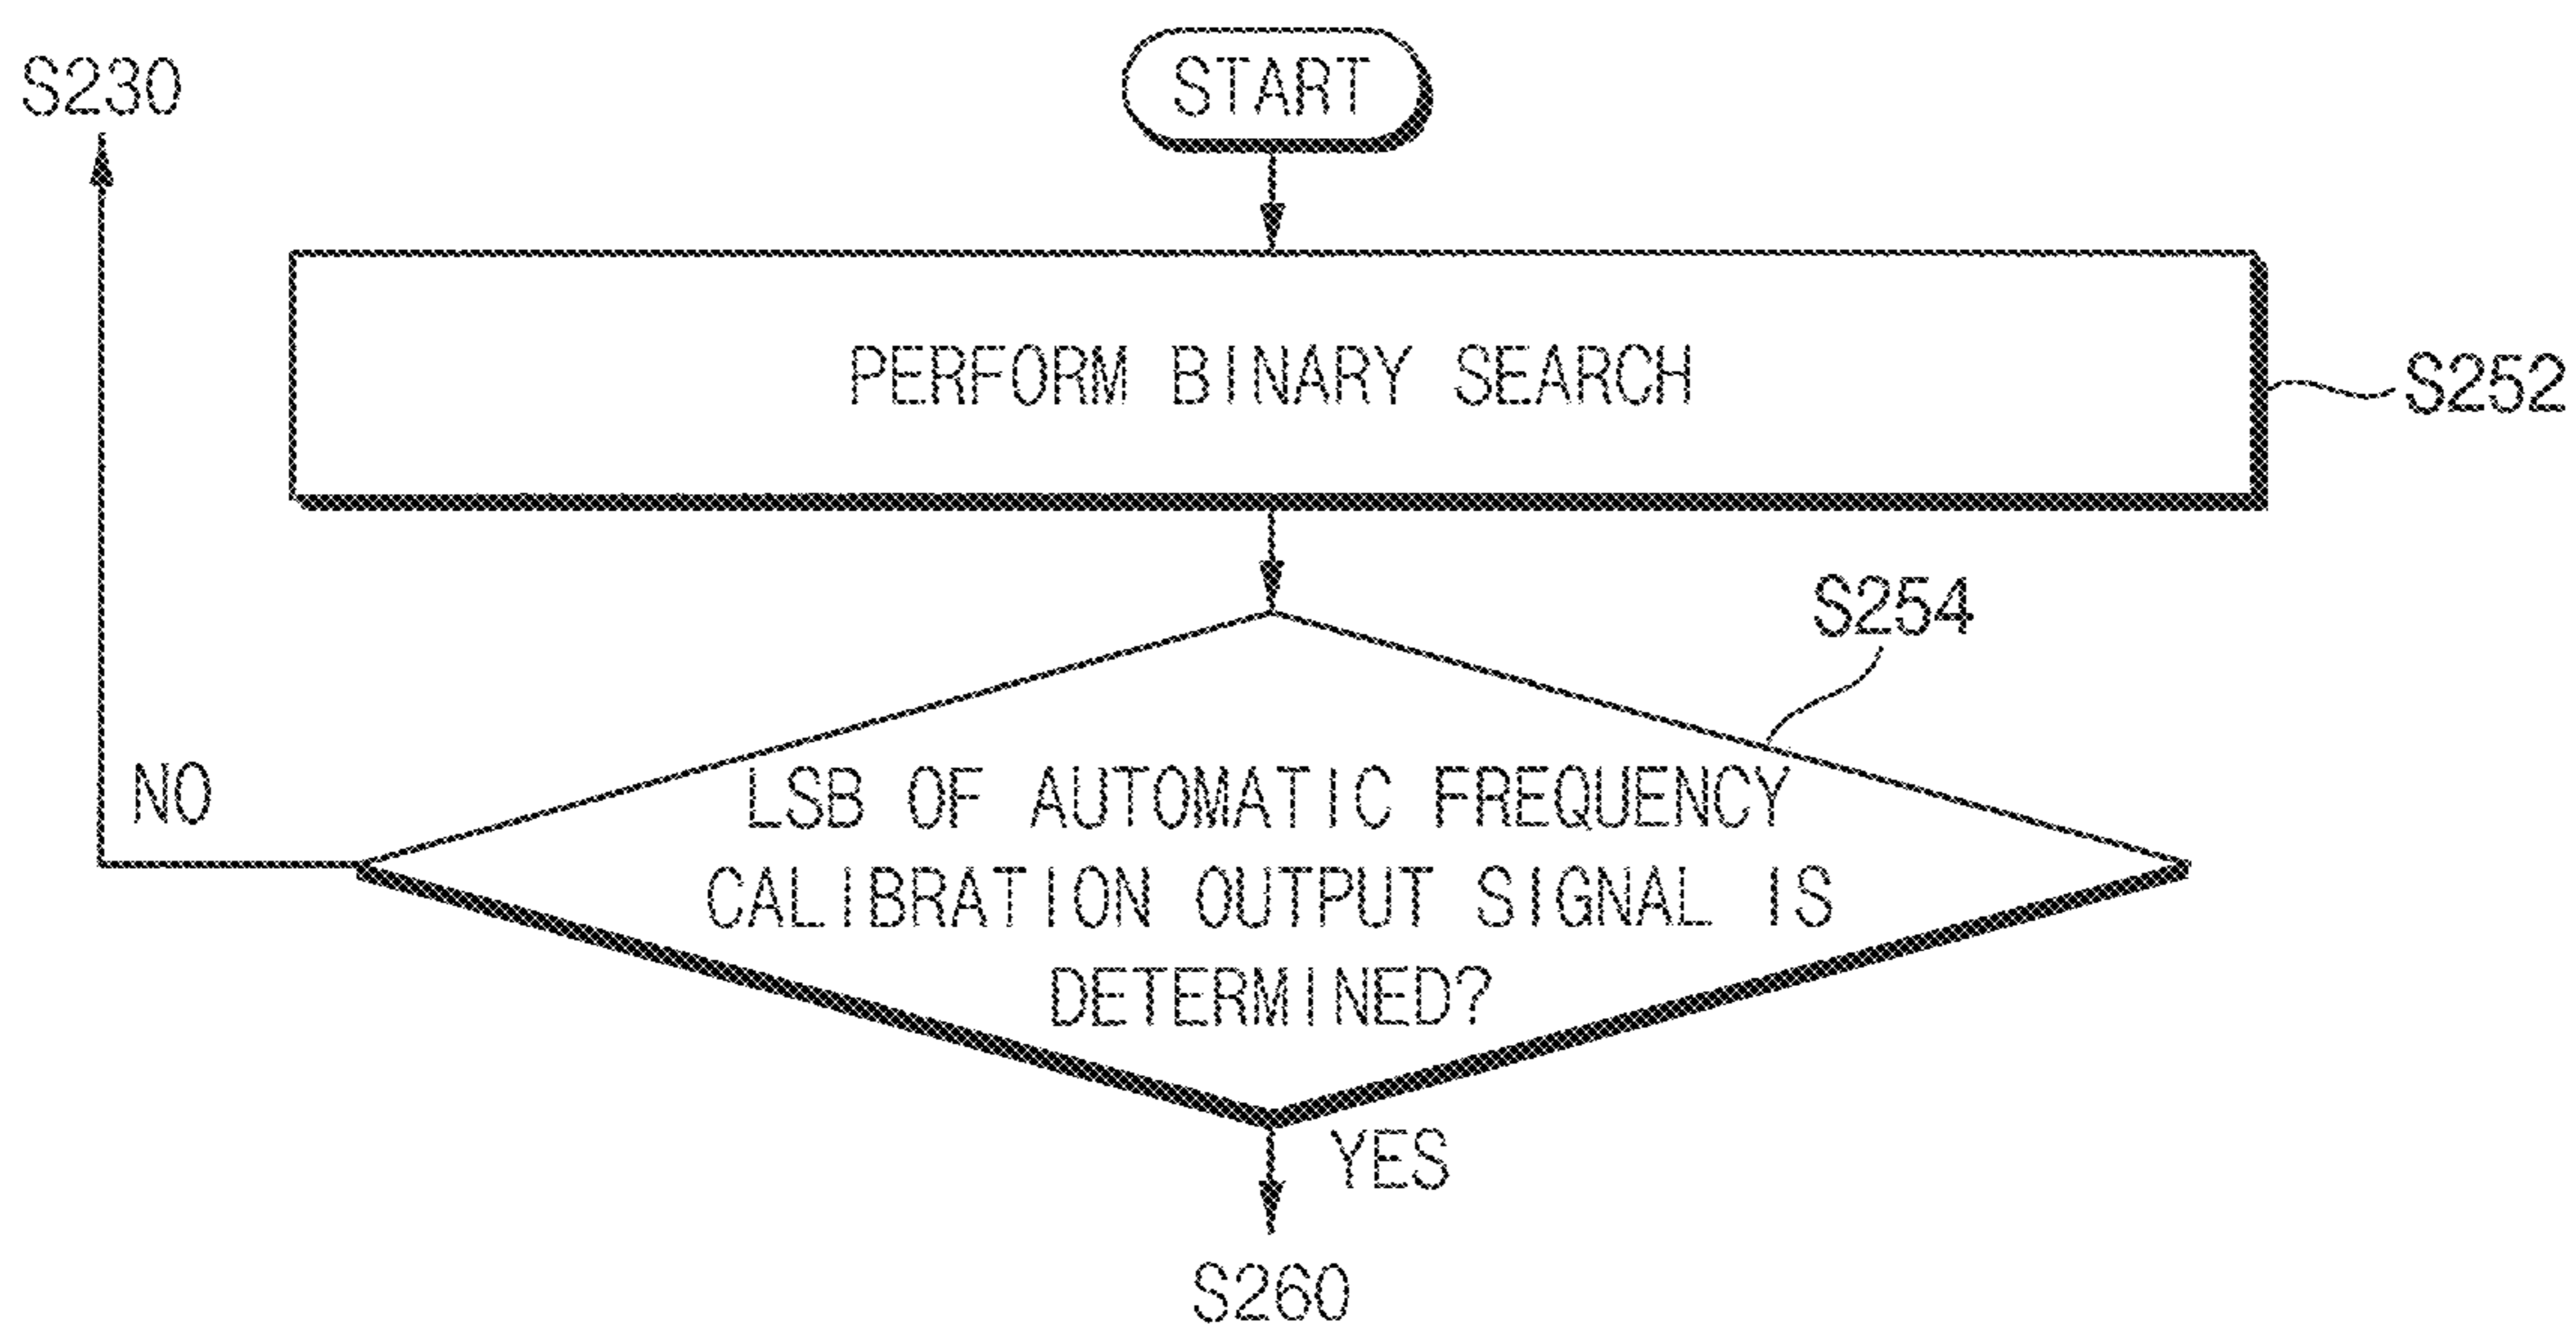 S230
START
PERFORM BINARY SEARCH
S252
S254
NO
LSB OF AUTOMATIC FREQUENCY
CALIBRATION OUTPUT SIGNAL IS
DETERMINED?
YES
S260